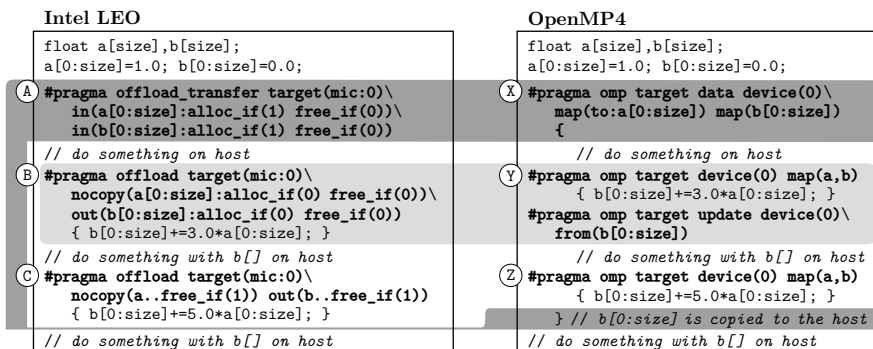 Intel LEO
float a[size],b[size];
a[0:size]=1.0; b[0:size]=0.0;
A #pragma offload_transfer target(mic:0)\
in(a[0:size]:alloc_if(1) free_if(0))\
in(b[0:size]:alloc_if(1) free_if(0))
// do something on host
B #pragma offload target(mic:0)\
nocopy(a[0:size]:alloc_if(0) free_if(0))\
out(b[0:size]:alloc_if(0) free_if(0))
{ b[0:size]+=3.0*a[0:size]; }
// do something with b[] on host
C #pragma offload target(mic:0)\
nocopy(a..free_if(1)) out(b..free_if(1))
{ b[0:size]+=5.0*a[0:size]; }
// do something with b[] on host
OpenMP4
float a[size],b[size];
a[0:size]=1.0; b[0:size]=0.0;
X #pragma omp target data device(0)\
map(to:a[0:size]) map(b[0:size])
{
// do something on host
Y #pragma omp target device(0) map(a,b)
{ b[0:size]+=3.0*a[0:size]; }
#pragma omp target update device(0)\
from(b[0:size])
// do something with b[] on host
Z #pragma omp target device(0) map(a,b)
{ b[0:size]+=5.0*a[0:size]; }
} // b[0:size] is copied to the host
// do something with b[] on host